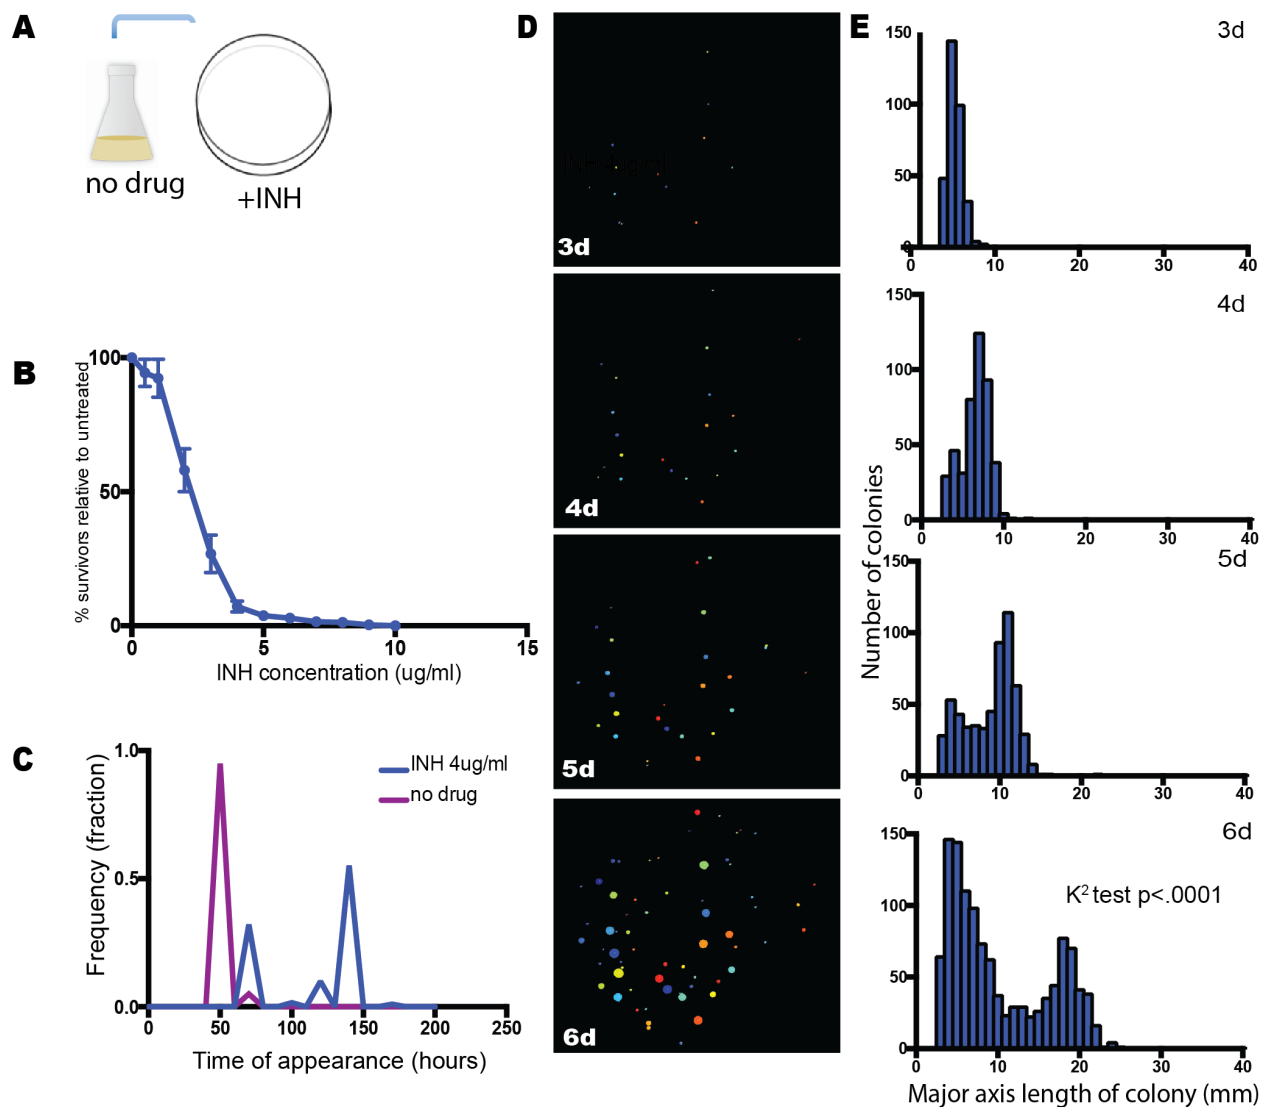 A
no drug
+INH
B
% survivors relative to untreated
100
50
0
0
5
10
15
INH concentration (ug/ml)
C
Frequency (fraction)
1.0
0.5
0.0
INH 4ug/ml
no drug
0
50
100
150
200
250
Time of appearance (hours)
D
INH 4ug/ml
3d
4d
5d
6d
E
Number of colonies
3d
150
100
50
0
0
10
20
30
40
4d
150
100
50
0
0
10
20
30
40
5d
150
100
50
0
0
10
20
30
40
6d
K² test p<.0001
150
100
50
0
0
10
20
30
40
Major axis length of colony (mm)